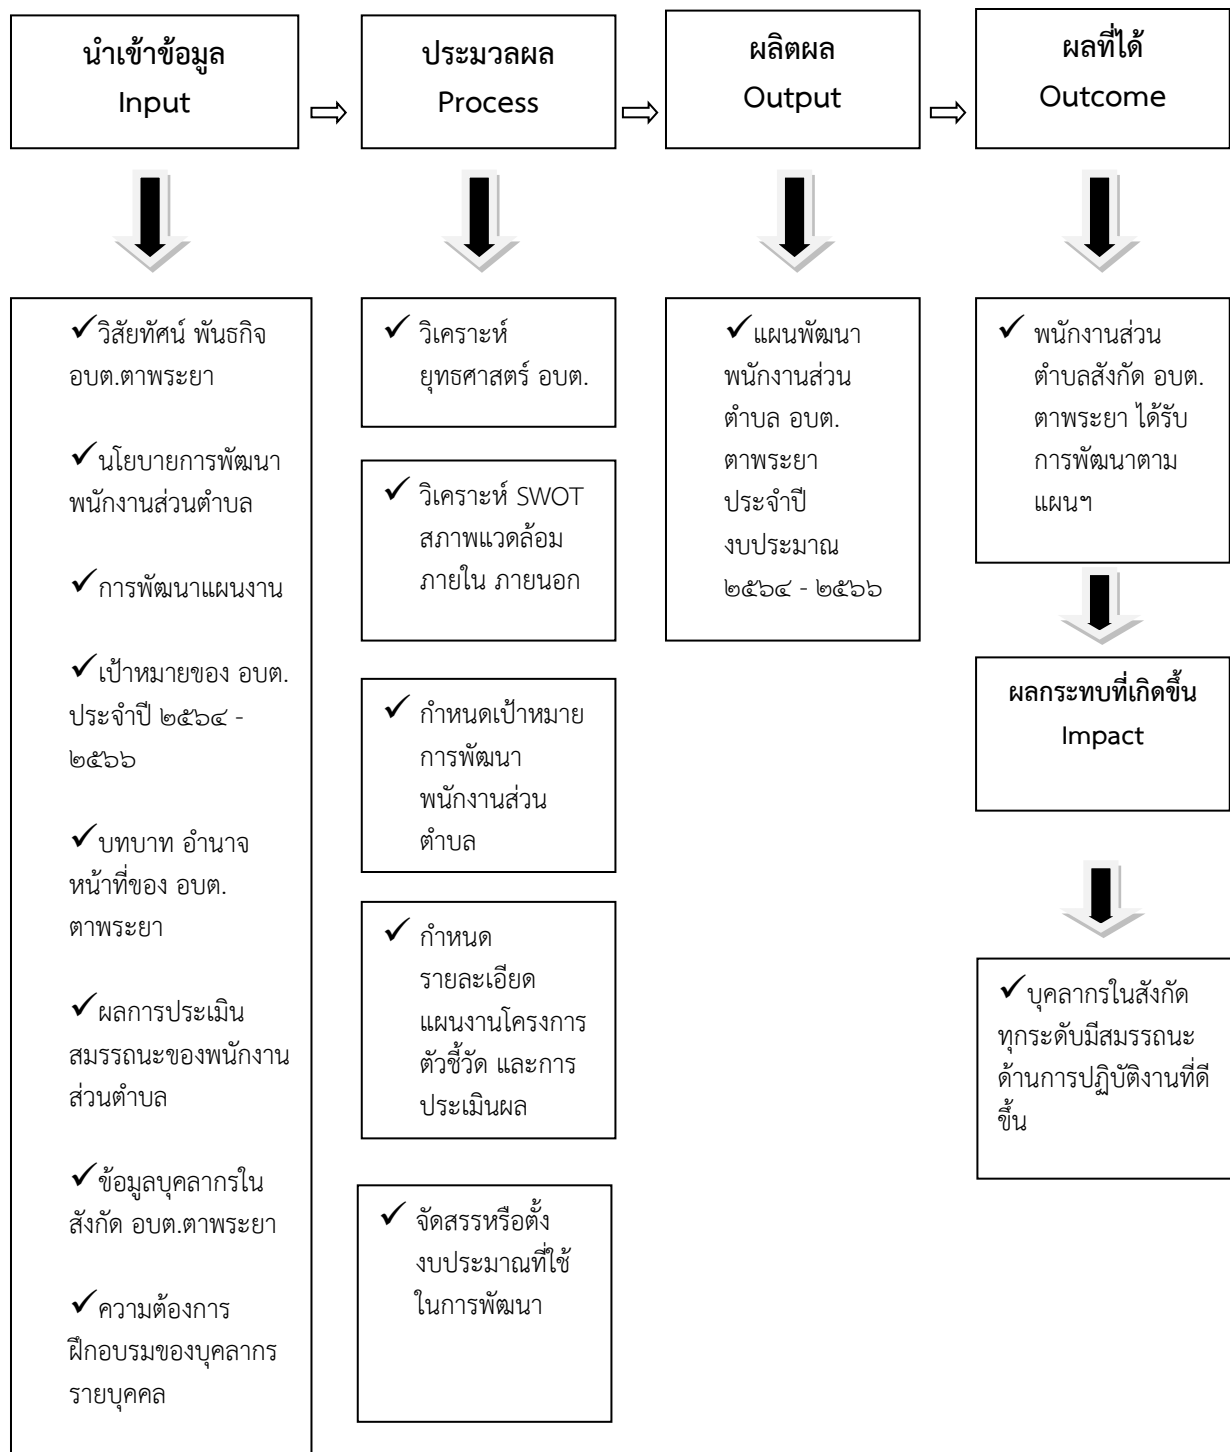 นำเข้าข้อมูล
Input
ประมวลผล
Process
ผลิตผล
Output
ผลที่ได้
Outcome
✓วิสัยทัศน์ พันธกิจ
อบต.ตาพระยา
✓นโยบายการพัฒนา
พนักงานส่วนตำบล
✓การพัฒนาแผนงาน
✓เป้าหมายของ อบต.
ประจำปี ๒๕๖๔ -
๒๕๖๖
✓บทบาท อำนาจ
หน้าที่ของ อบต.
ตาพระยา
✓ผลการประเมิน
สมรรถนะของพนักงาน
ส่วนตำบล
✓ข้อมูลบุคลากรใน
สังกัด อบต.ตาพระยา
✓ความต้องการ
ฝึกอบรมของบุคลากร
รายบุคคล
✓ วิเคราะห์
ยุทธศาสตร์ อบต.
✓ วิเคราะห์ SWOT
สภาพแวดล้อม
ภายใน ภายนอก
✓ กำหนดเป้าหมาย
การพัฒนา
พนักงานส่วน
ตำบล
✓ กำหนด
รายละเอียด
แผนงานโครงการ
ตัวชี้วัด และการ
ประเมินผล
✓ จัดสรรหรือตั้ง
งบประมาณที่ใช้
ในการพัฒนา
✓แผนพัฒนา
พนักงานส่วน
ตำบล อบต.
ตาพระยา
ประจำปี
งบประมาณ
๒๕๖๔ - ๒๕๖๖
✓ พนักงานส่วน
ตำบลสังกัด อบต.
ตาพระยา ได้รับ
การพัฒนาตาม
แผนฯ
ผลกระทบที่เกิดขึ้น
Impact
✓บุคลากรในสังกัด
ทุกระดับมีสมรรถนะ
ด้านการปฏิบัติงานที่ดี
ขึ้น